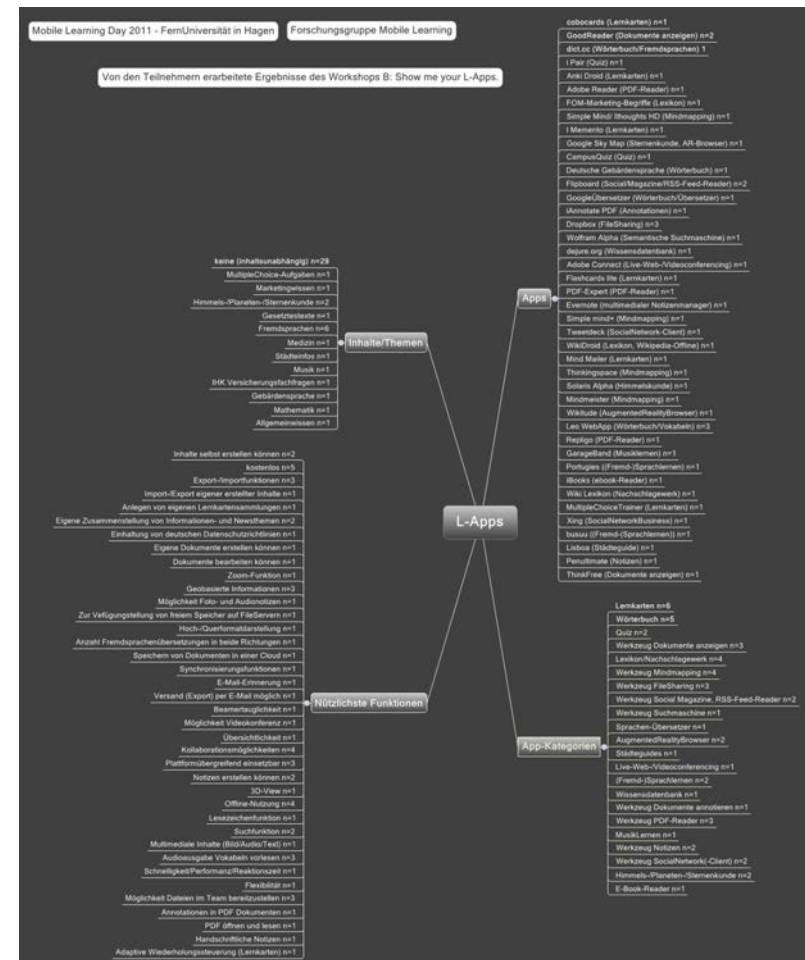 Mobile Learning Day 2011 - FernUniversität in Hagen
Forschungsgruppe Mobile Learning
Von den Teilnehmern erarbeitete Ergebnisse des Workshops B: Show me your L-Apps.
L-Apps
Apps
cobocards (Lernkarten) n=1
GoodReader (Dokumente anzeigen) n=2
dict.cc (Wörterbuch/Fremdsprachen) 1
i Pair (Quiz) n=1
Anki Droid (Lernkarten) n=1
Adobe Reader (PDF-Reader) n=1
FOM-Marketing-Begriffe (Lexikon) n=1
Simple Mind/ Ithoughts HD (Mindmapping) n=1
I Memento (Lernkarten) n=1
Google Sky Map (Sternenkunde, AR-Browser) n=1
CampusQuiz (Quiz) n=1
Deutsche Gebärdensprache (Wörterbuch) n=1
Flipboard (Social/Magazine/RSS-Feed-Reader) n=2
GoogleÜbersetzer (Wörterbuch/Übersetzer) n=1
iAnnotate PDF (Annotationen) n=1
Dropbox (FileSharing) n=3
Wolfram Alpha (Semantische Suchmaschine) n=1
dejure.org (Wissensdatenbank) n=1
Adobe Connect (Live-Web-/Videoconferencing) n=1
Flashcards lite (Lernkarten) n=1
PDF-Expert (PDF-Reader) n=1
Evernote (multimedialer Notizenmanager) n=1
Simple mind+ (Mindmapping) n=1
Tweetdeck (SocialNetwork-Client) n=1
WikiDroid (Lexikon, Wikipedia-Offline) n=1
Mind Mailer (Lernkarten) n=1
Thinkingspace (Mindmapping) n=1
Solaris Alpha (Himmelskunde) n=1
Mindmeister (Mindmapping) n=1
Wikitude (AugmentedRealityBrowser) n=1
Leo WebApp (Wörterbuch/Vokabeln) n=3
Repligo (PDF-Reader) n=1
GarageBand (Musiklernen) n=1
Portugies ((Fremd-)Sprachlernen) n=1
iBooks (ebook-Reader) n=1
Wiki Lexikon (Nachschlagewerk) n=1
MultipleChoiceTrainer (Lernkarten) n=1
Xing (SocialNetworkBusiness) n=1
busuu ((Fremd-(Sprachlernen)) n=1
Lisboa (Städteguide) n=1
Penultimate (Notizen) n=1
ThinkFree (Dokumente anzeigen) n=1
Inhalte/Themen
keine (inhaltsunabhängig) n=29
MultipleChoice-Aufgaben n=1
Marketingwissen n=1
Himmels-/Planeten-/Sternenkunde n=2
Gesetztestexte n=1
Fremdsprachen n=6
Medizin n=1
Städteinfos n=1
Musik n=1
IHK Versicherungsfachfragen n=1
Gebärdensprache n=1
Mathematik n=1
Allgemeinwissen n=1
Nützlichste Funktionen
Inhalte selbst erstellen können n=2
kostenlos n=5
Export-/Importfunktionen n=3
Import-/Export eigener erstellter Inhalte n=1
Anlegen von eigenen Lernkartensammlungen n=1
Eigene Zusammenstellung von Informationen- und Newsthemen n=2
Einhaltung von deutschen Datenschutzrichtlinien n=1
Eigene Dokumente erstellen können n=1
Dokumente bearbeiten können n=1
Zoom-Funktion n=1
Geobasierte Informationen n=3
Möglichkeit Foto- und Audionotizen n=1
Zur Vefügungstellung von freiem Speicher auf FileServern n=1
Hoch-/Querformatdarstellung n=1
Anzahl Fremdsprachenübersetzungen in beide Richtungen n=1
Speichern von Dokumenten in einer Cloud n=1
Synchronisierungsfunktionen n=1
E-Mail-Erinnerung n=1
Versand (Export) per E-Mail möglich n=1
Beamertauglichkeit n=1
Möglichkeit Videokonferenz n=1
Übersichtlichkeit n=1
Kollaborationsmöglichkeiten n=4
Plattformübergreifend einsetzbar n=3
Notizen erstellen können n=2
3D-View n=1
Offline-Nutzung n=4
Lesezeichenfunktion n=1
Suchfunktion n=2
Multimediale Inhalte (Bild/Audio/Text) n=1
Audioausgabe Vokabeln vorlesen n=3
Schnelligkeit/Performanz/Reaktionszeit n=1
Flexibilität n=1
Möglichkeit Dateien im Team bereitzustellen n=3
Annotationen in PDF Dokumenten n=1
PDF öffnen und lesen n=1
Handschriftliche Notizen n=1
Adaptive Wiederholungssteuerung (Lernkarten) n=1
App-Kategorien
Lernkarten n=6
Wörterbuch n=5
Quiz n=2
Werkzeug Dokumente anzeigen n=3
Lexikon/Nachschlagewerk n=4
Werkzeug Mindmapping n=4
Werkzeug FileSharing n=3
Werkzeug Social Magazine, RSS-Feed-Reader n=2
Werkzeug Suchmaschine n=1
Sprachen-Übersetzer n=1
AugmentedRealityBrowser n=2
Städteguides n=1
Live-Web-/Videoconferencing n=1
(Fremd-)Sprachlernen n=2
Wissensdatenbank n=1
Werkzeug Dokumente annotieren n=1
Werkzeug PDF-Reader n=3
MusikLernen n=1
Werkzeug Notizen n=2
Werkzeug SocialNetwork(-Client) n=2
Himmels-/Planeten-/Sternenkunde n=2
E-Book-Reader n=1